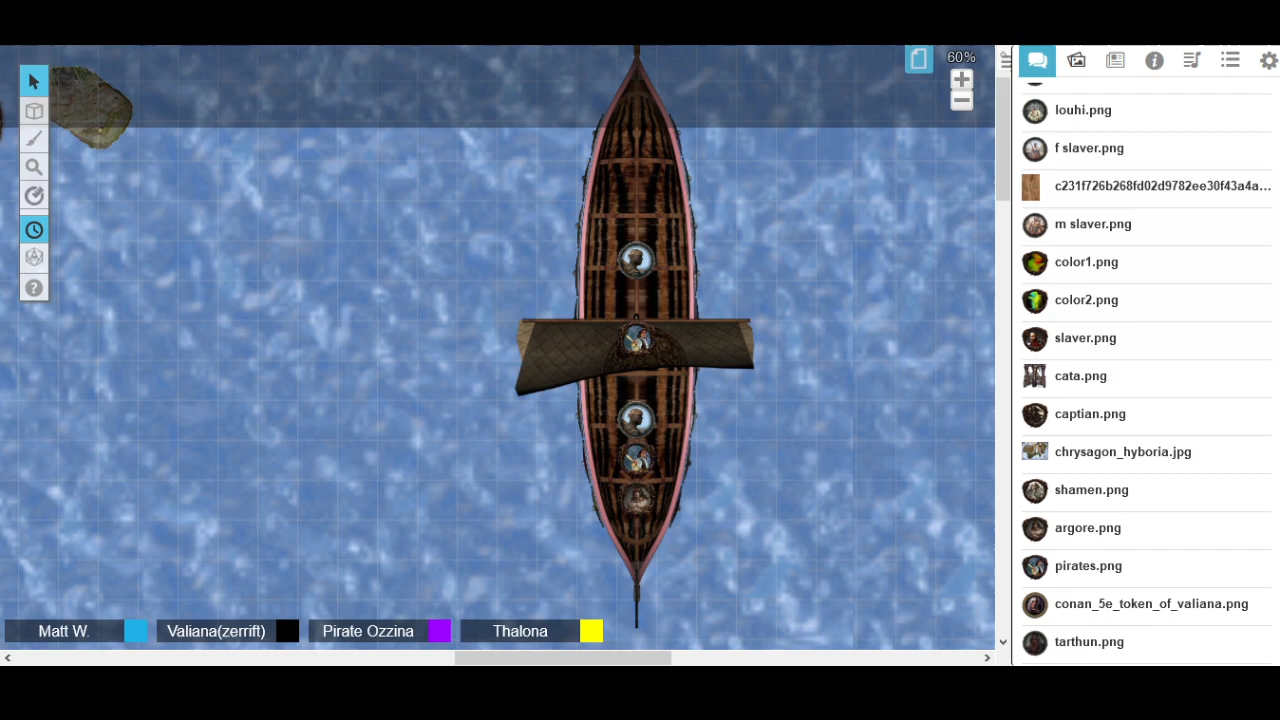 60%
louhi.png
f slaver.png
c231f726b268fd02d9782ee30f43a4a...
m slaver.png
color1.png
color2.png
slaver.png
cata.png
captian.png
chrysagon_hyboria.jpg
shamen.png
argore.png
pirates.png
conan_5e_token_of_valiana.png
tarthun.png
Matt W.
Valiana(zerrift)
Pirate Ozzina
Thalona